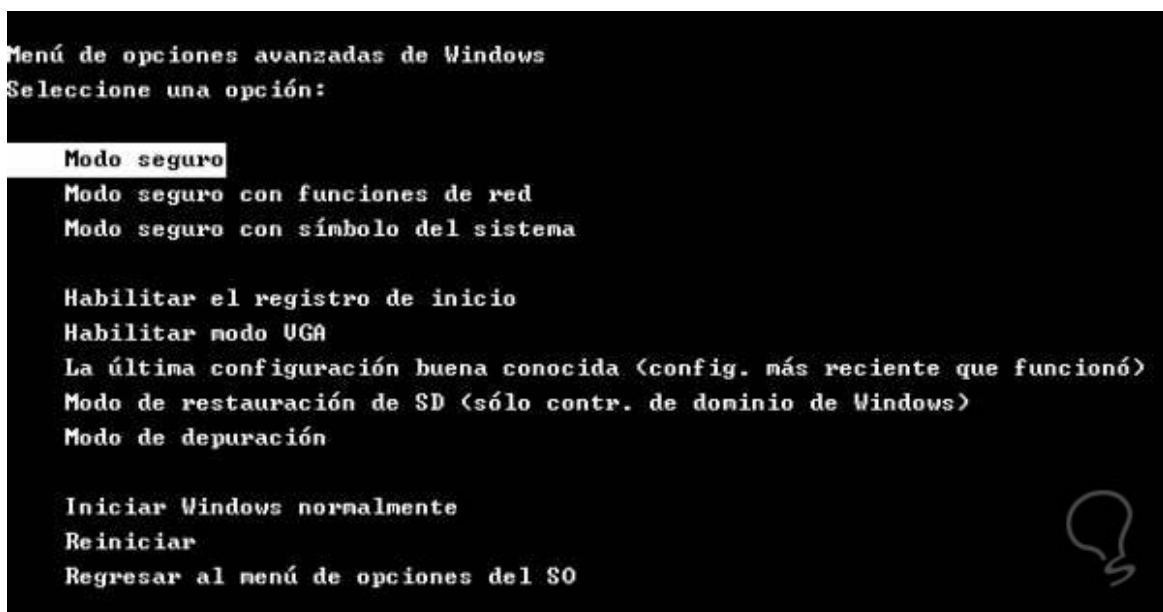 Menú de opciones avanzadas de Windows
Seleccione una opción:
Modo seguro
Modo seguro con funciones de red
Modo seguro con símbolo del sistema
Habilitar el registro de inicio
Habilitar modo VGA
La última configuración buena conocida (config. más reciente que funcionó)
Modo de restauración de SD (sólo contr. de dominio de Windows)
Modo de depuración
Iniciar Windows normalmente
Reiniciar
Regresar al menú de opciones del SO